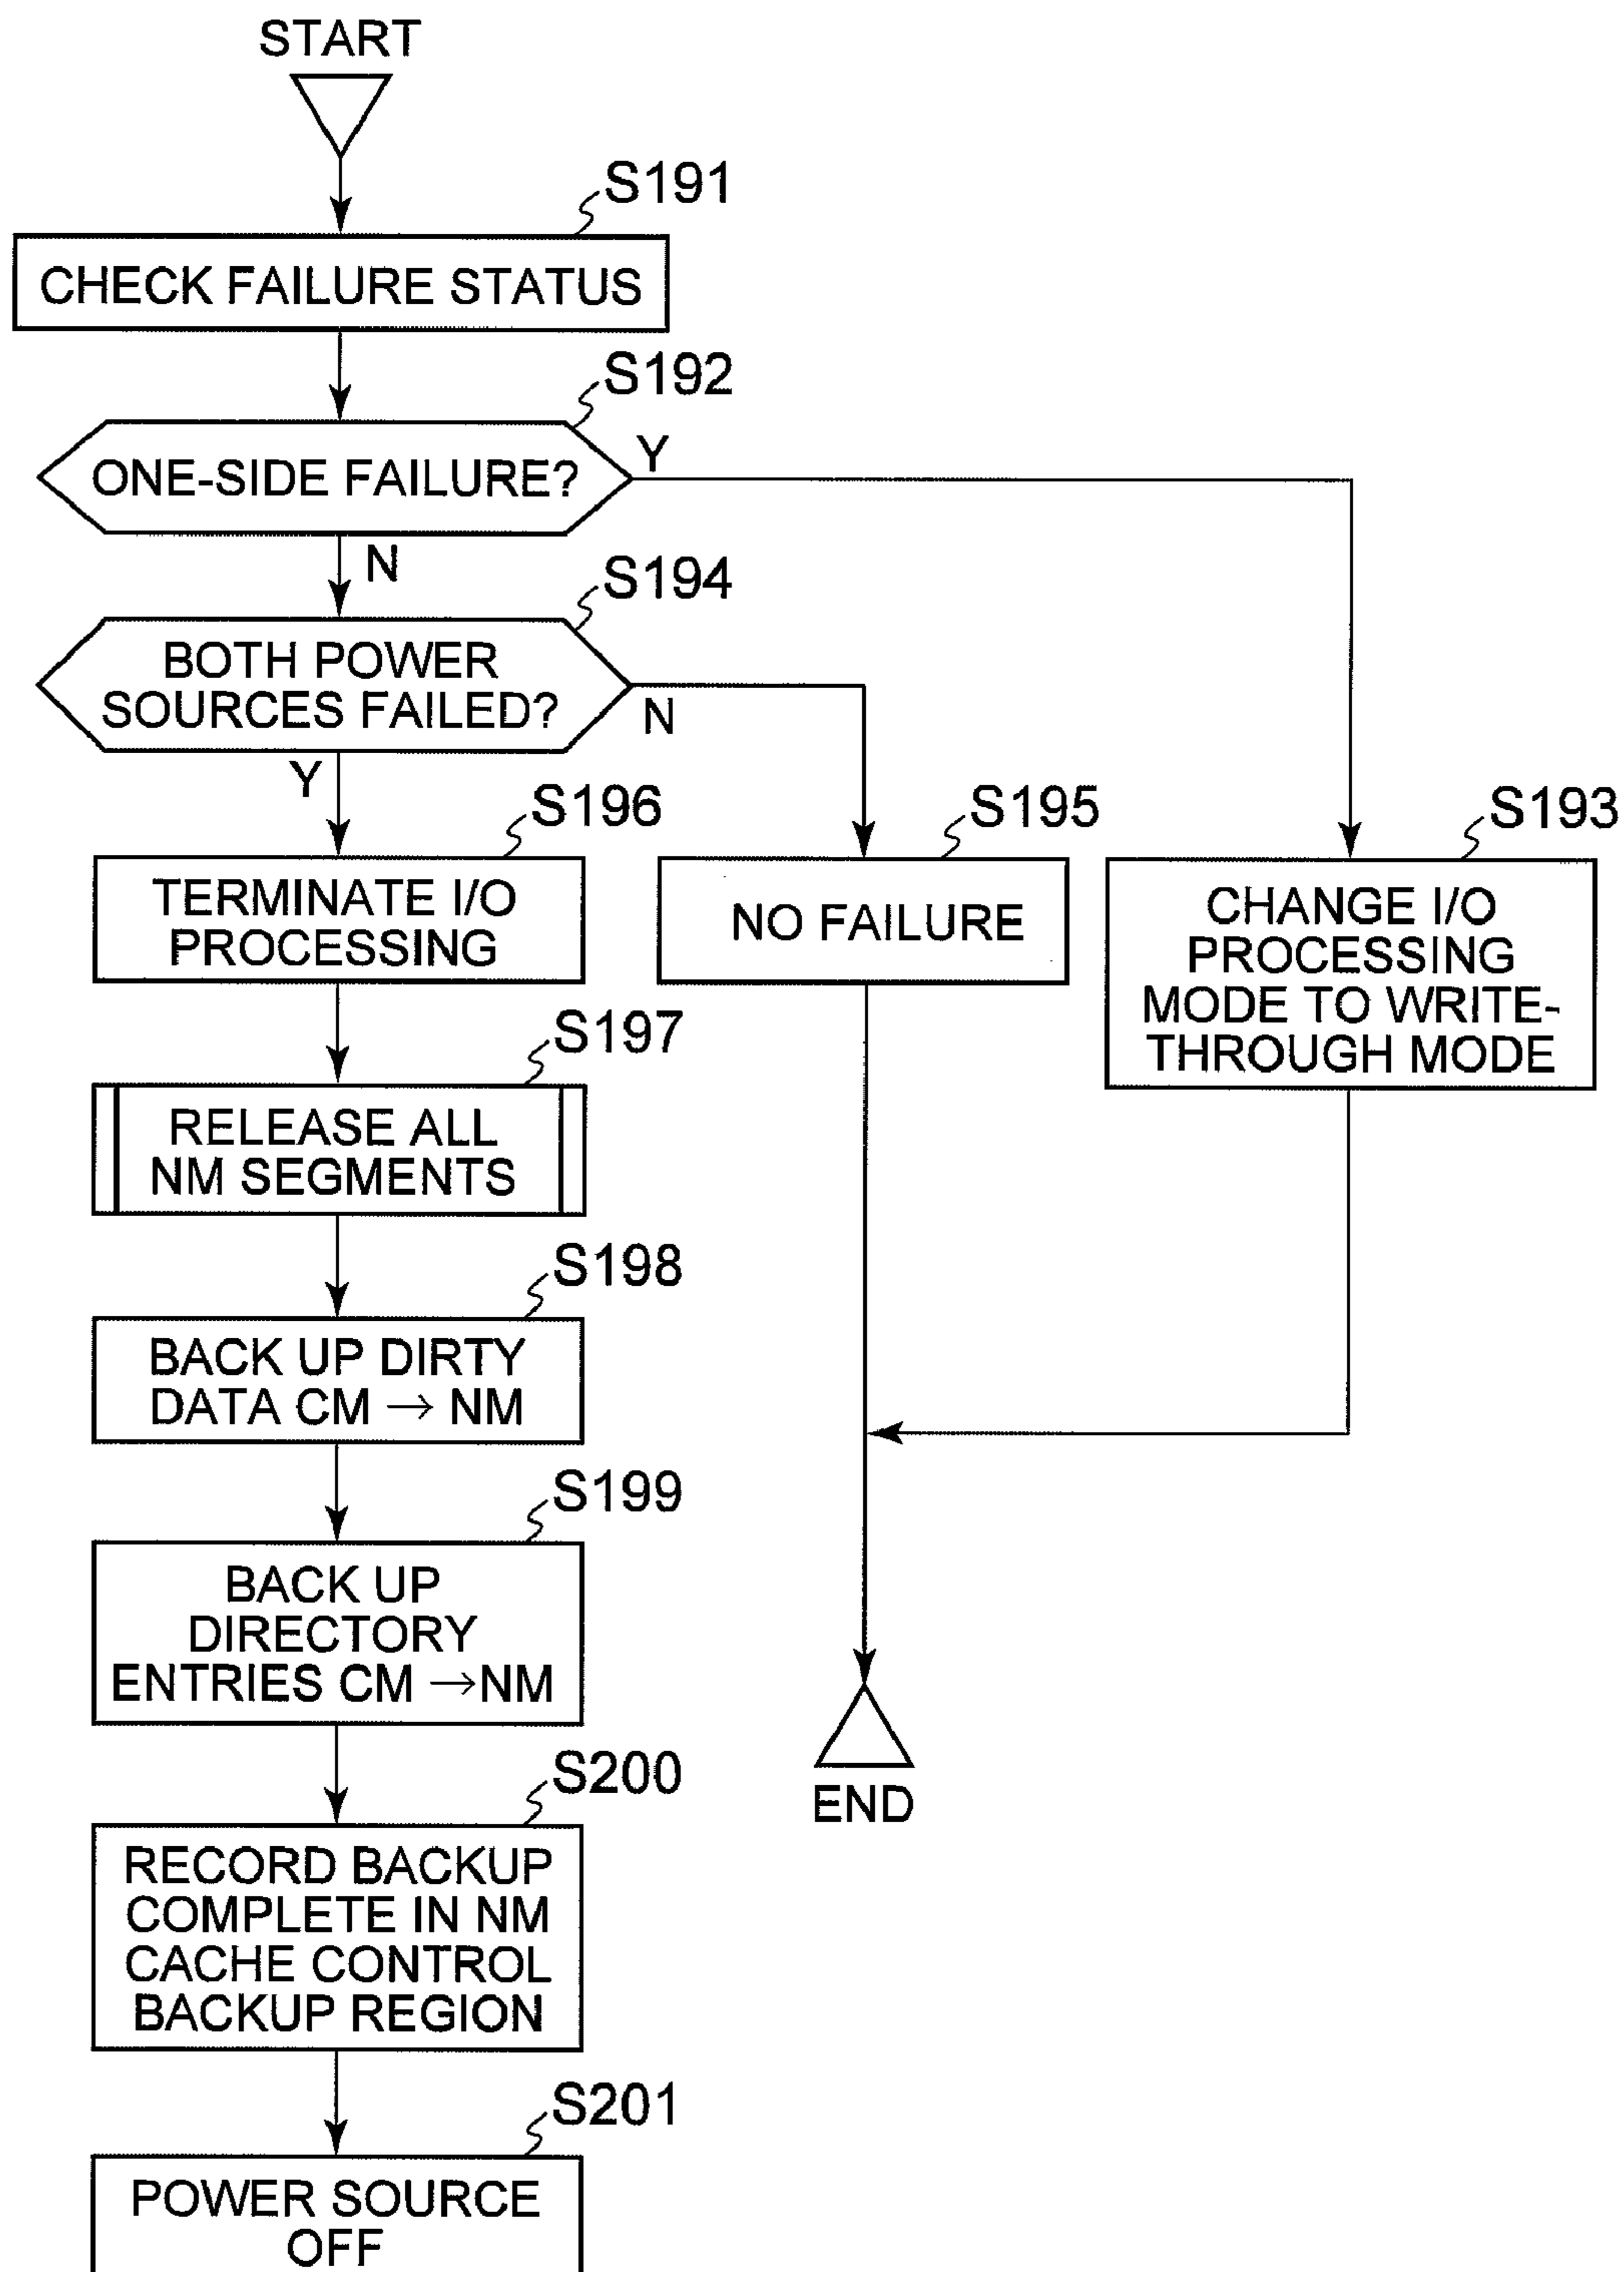 START
S191
CHECK FAILURE STATUS
S192
ONE-SIDE FAILURE?
Y
N
S194
BOTH POWER
SOURCES FAILED?
N
Y
S196
TERMINATE I/O
PROCESSING
S195
NO FAILURE
S193
CHANGE I/O
PROCESSING
MODE TO WRITE-
THROUGH MODE
S197
RELEASE ALL
NM SEGMENTS
S198
BACK UP DIRTY
DATA CM → NM
S199
BACK UP
DIRECTORY
ENTRIES CM → NM
END
S200
RECORD BACKUP
COMPLETE IN NM
CACHE CONTROL
BACKUP REGION
S201
POWER SOURCE
OFF